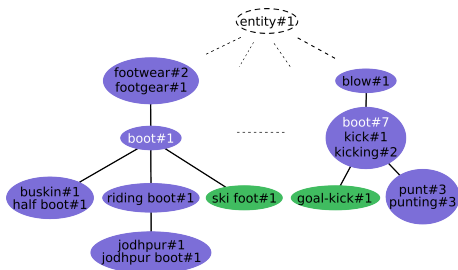 entity#1
footwear#2
footgear#1
blow#1
boot#1
boot#7
kick#1
kicking#2
buskin#1
half boot#1
riding boot#1
ski foot#1
goal-kick#1
punt#3
punting#3
jodhpur#1
jodhpur boot#1